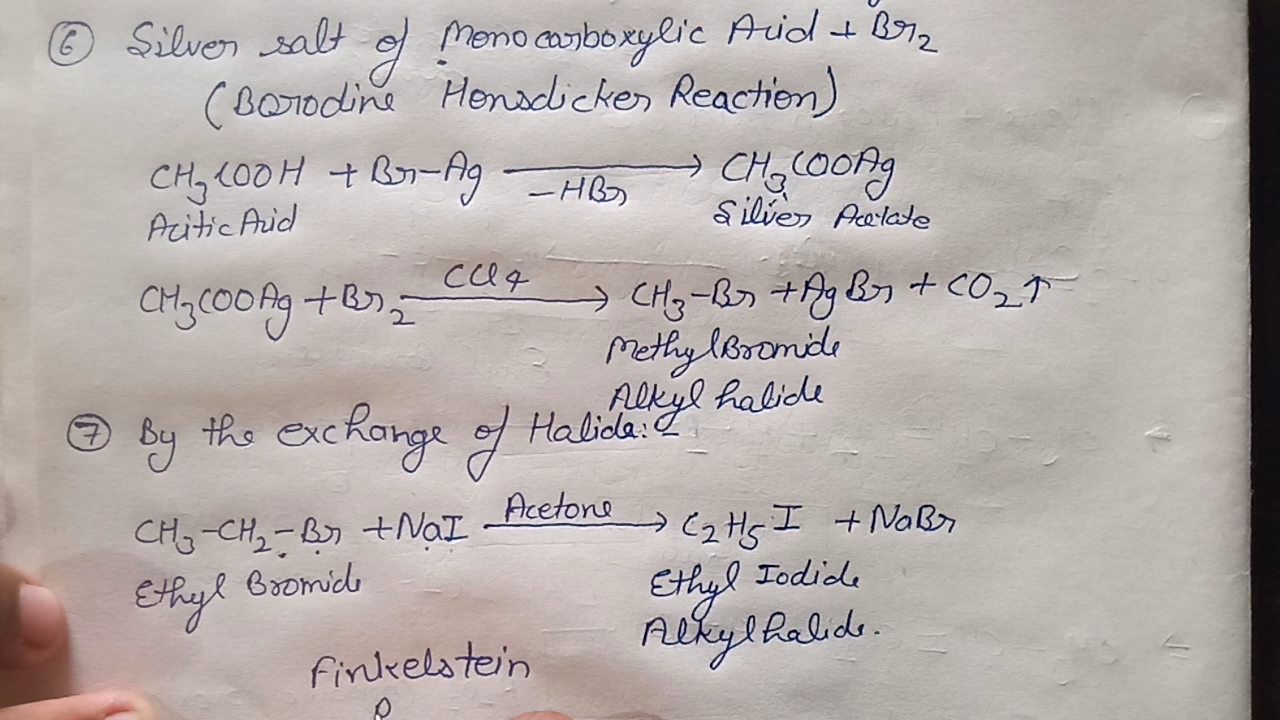 ⑥ Silver salt of Monocarboxylic Acid + Br₂
(Borodine Honsdicker Reaction)
CH₃COOH + Br-Ag ⟶ CH₃COOAg
-HBr
Acitic Acid Silver Acetate
CH₃COOAg + Br₂ ⟶ CH₃-Br + AgBr + CO₂↑
CCl4
Methyl Bromide
Alkyl halide
⑦ By the exchange of Halide:-
CH₃-CH₂-Br + NaI ⟶ C₂H₅I + NaBr
Acetone
Ethyl Bromide Ethyl Iodide
Alkyl halide.
Finkelstein